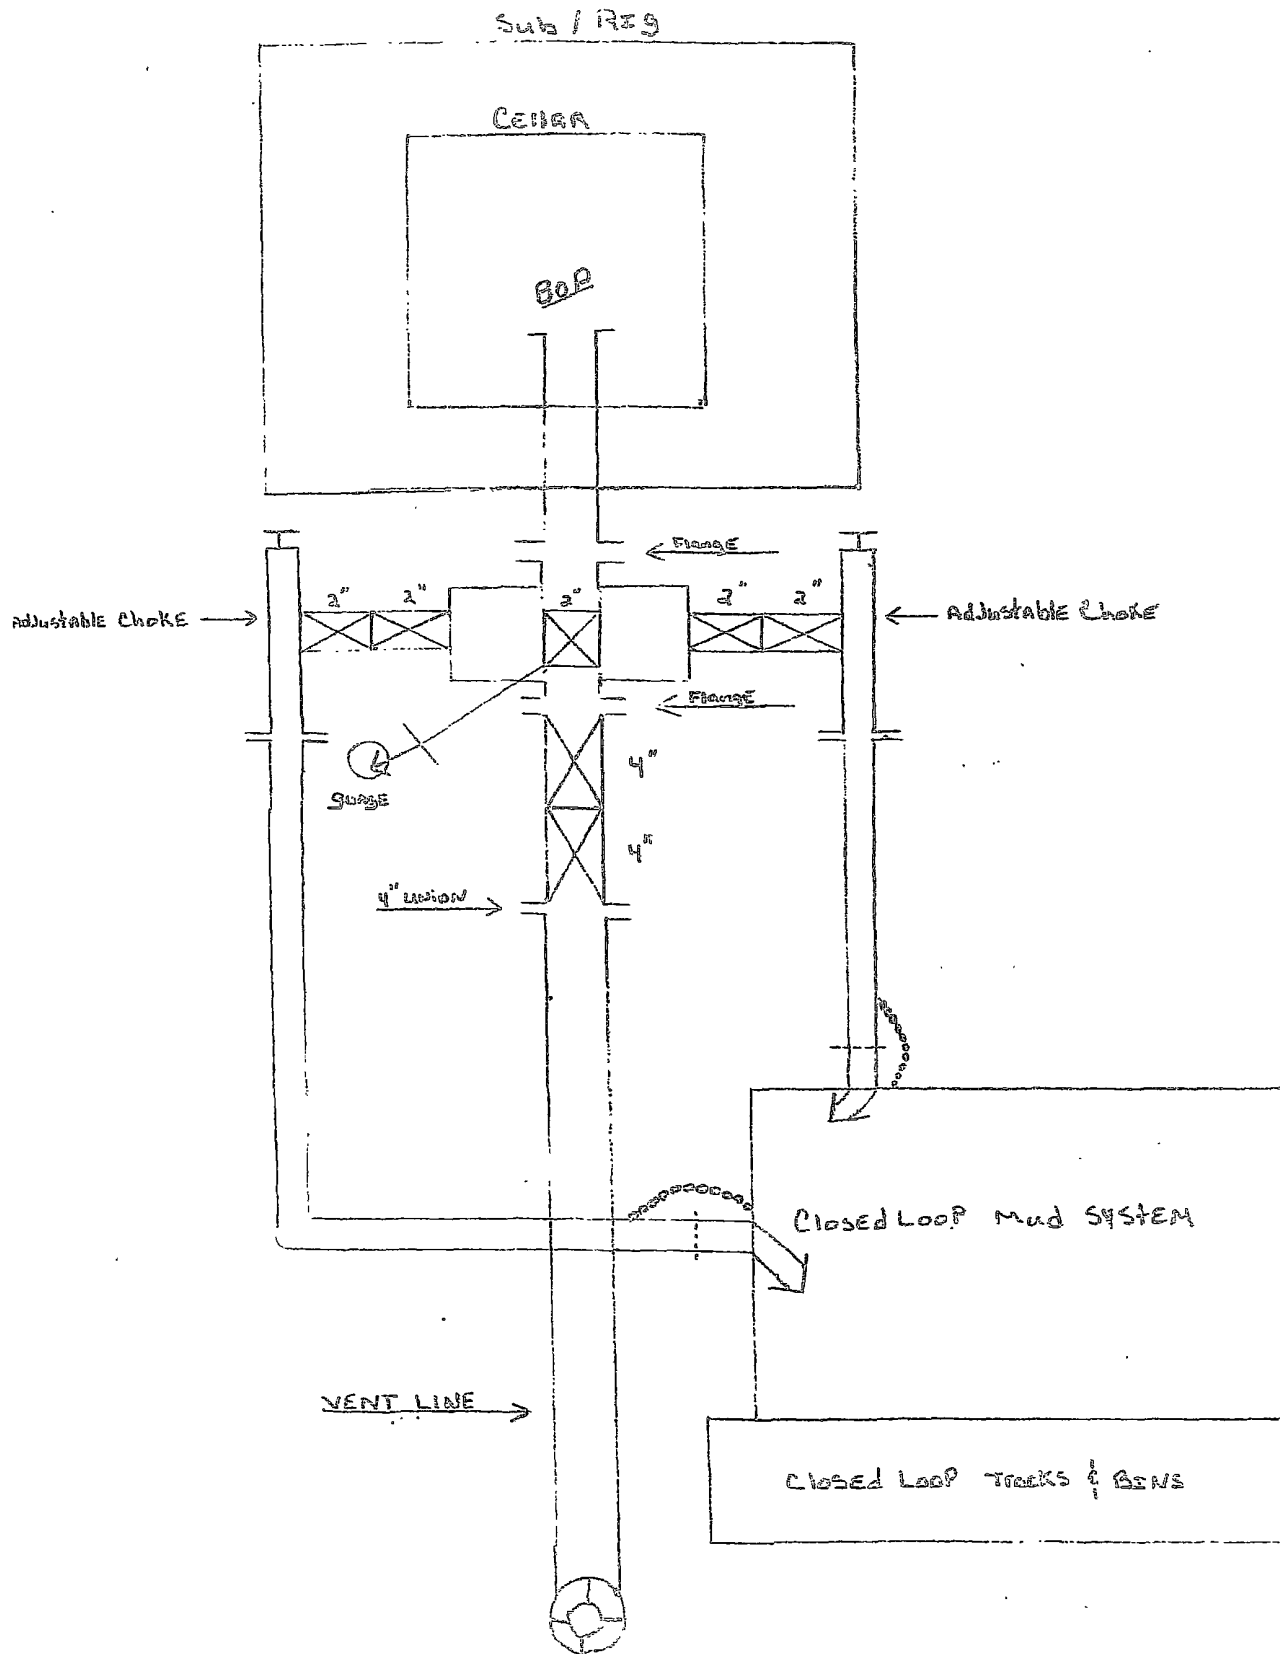 Sub / Rig
CEllAR
BOP
Flange
2" 2" 2" 2" 2"
Adjustable Choke
Adjustable Choke
Flange
gauge
4"
4"
4" union
Closed Loop Mud SYSTEM
VENT LINE
Closed Loop Tracks & BINS